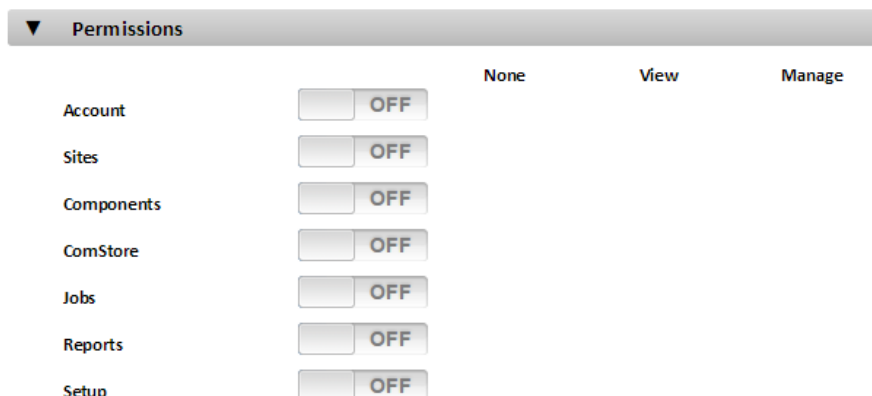 ▼ Permissions
None View Manage
Account OFF
Sites OFF
Components OFF
ComStore OFF
Jobs OFF
Reports OFF
Setup OFF